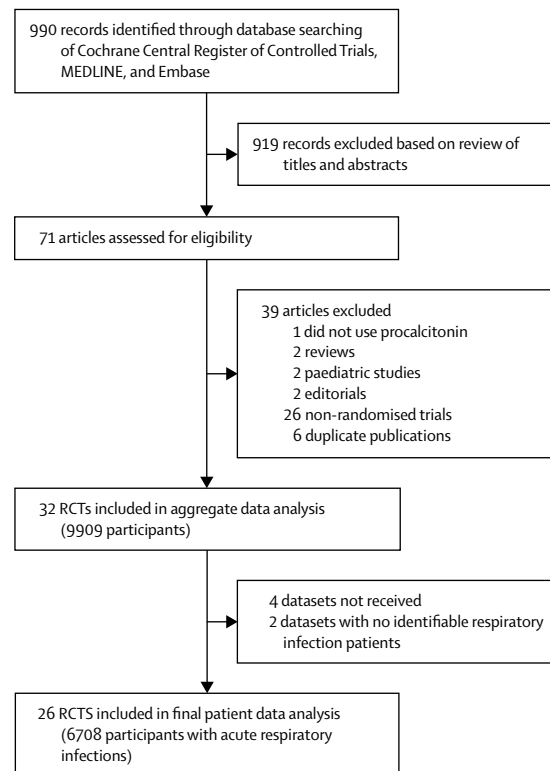 990 records identified through database searching
of Cochrane Central Register of Controlled Trials,
MEDLINE, and Embase
919 records excluded based on review of
titles and abstracts
71 articles assessed for eligibility
39 articles excluded
1 did not use procalcitonin
2 reviews
2 paediatric studies
2 editorials
26 non-randomised trials
6 duplicate publications
32 RCTs included in aggregate data analysis
(9909 participants)
4 datasets not received
2 datasets with no identifiable respiratory
infection patients
26 RCTS included in final patient data analysis
(6708 participants with acute respiratory
infections)